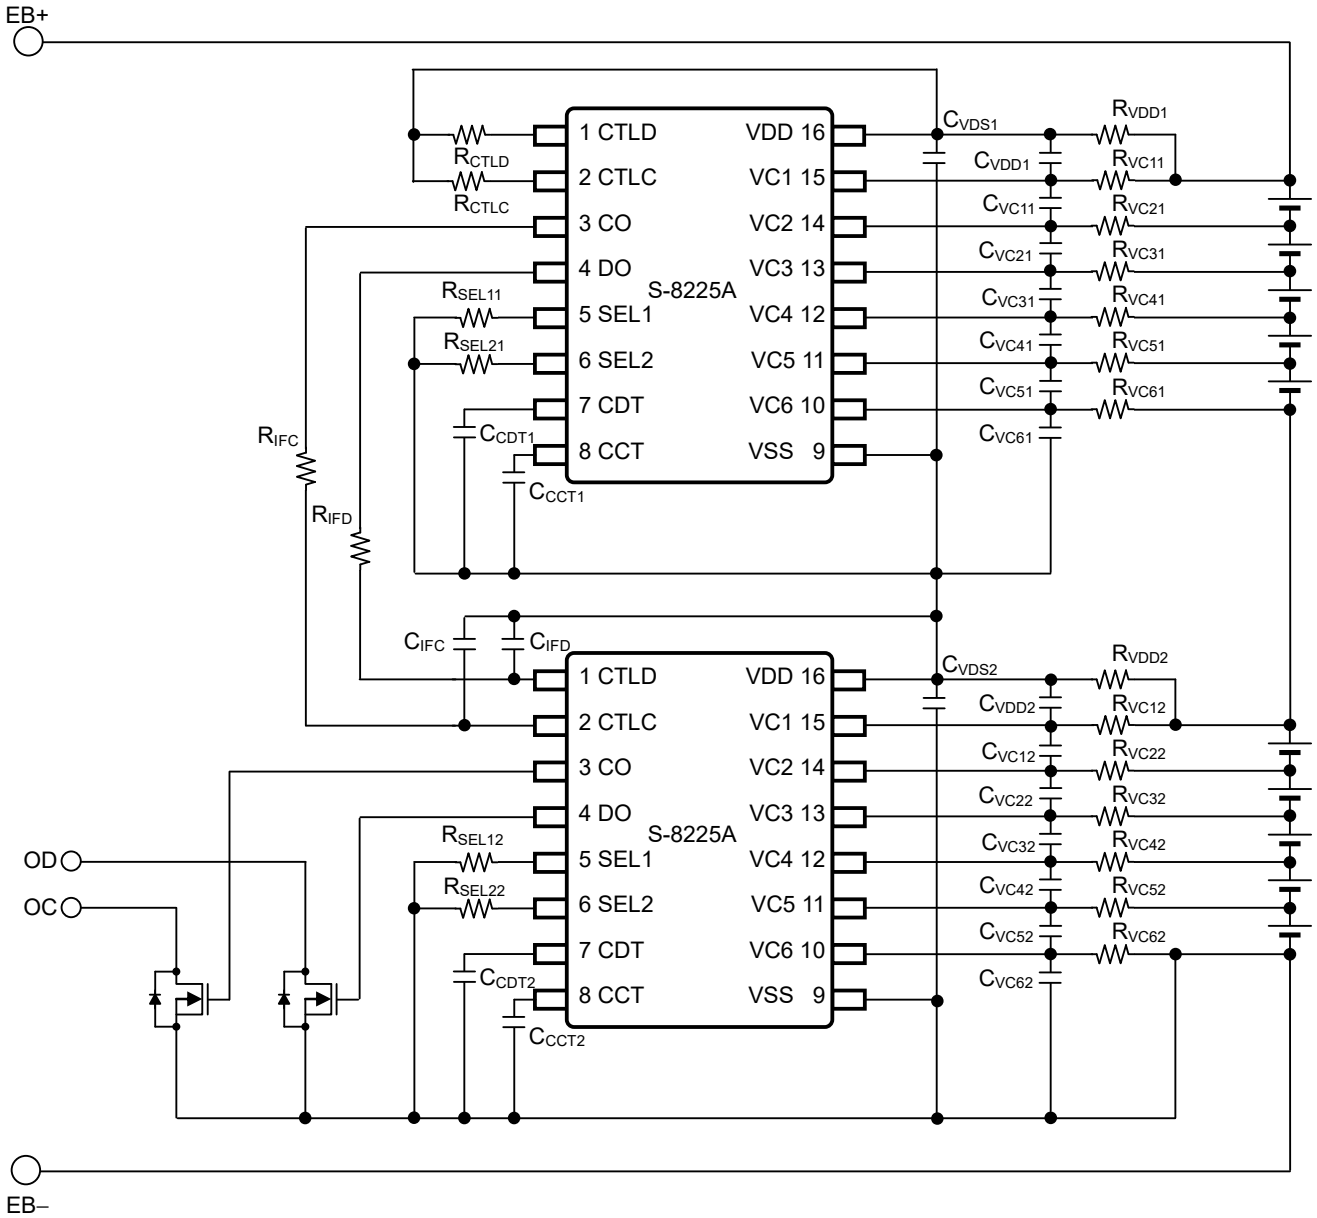 EB+
1 CTLD
2 CTLC
3 CO
4 DO
5 SEL1
6 SEL2
7 CDT
8 CCT
VDD 16
VC1 15
VC2 14
VC3 13
VC4 12
VC5 11
VC6 10
VSS 9
S-8225A
RCTLD
RCTLC
RSEL11
RSEL21
CCDT1
CCCT1
RIFC
RIFD
CVDS1
CVDD1
CVC11
CVC21
CVC31
CVC41
CVC51
CVC61
RVDD1
RVC11
RVC21
RVC31
RVC41
RVC51
RVC61
CIFC
CIFD
1 CTLD
2 CTLC
3 CO
4 DO
5 SEL1
6 SEL2
7 CDT
8 CCT
VDD 16
VC1 15
VC2 14
VC3 13
VC4 12
VC5 11
VC6 10
VSS 9
S-8225A
RSEL12
RSEL22
CCDT2
CCCT2
CVDS2
CVDD2
CVC12
CVC22
CVC32
CVC42
CVC52
CVC62
RVDD2
RVC12
RVC22
RVC32
RVC42
RVC52
RVC62
OD
OC
EB−